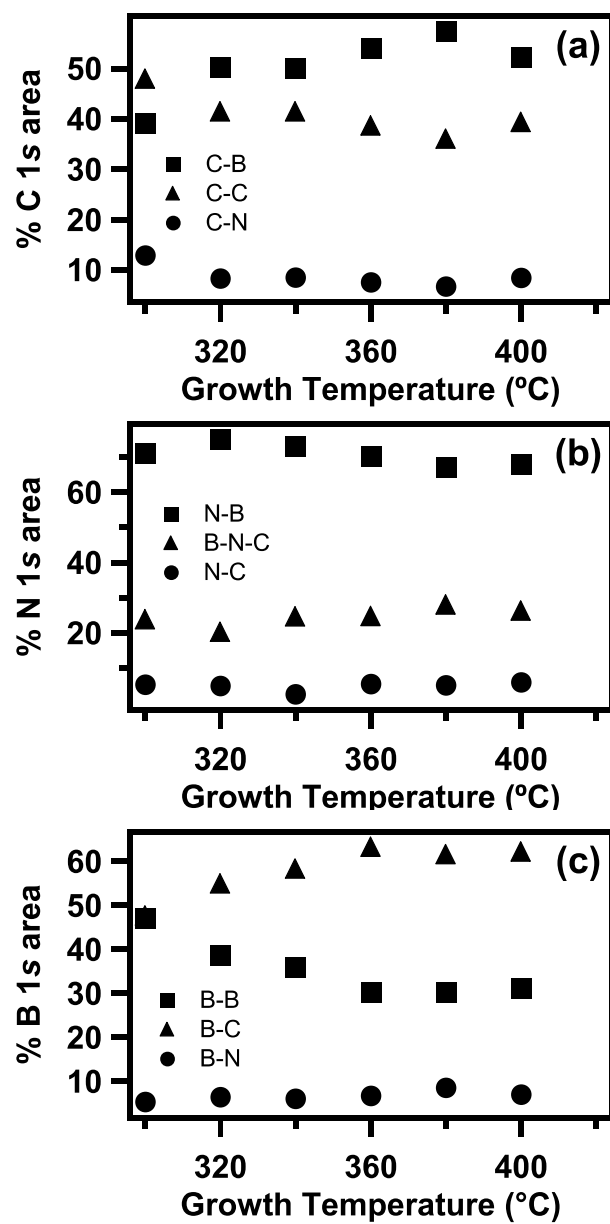 % C 1s area
50
40
30
20
10
(a)
C-B
C-C
C-N
320 360 400
Growth Temperature (ºC)
% N 1s area
60
40
20
(b)
N-B
B-N-C
N-C
320 360 400
Growth Temperature (ºC)
% B 1s area
60
50
40
30
20
10
(c)
B-B
B-C
B-N
320 360 400
Growth Temperature (°C)